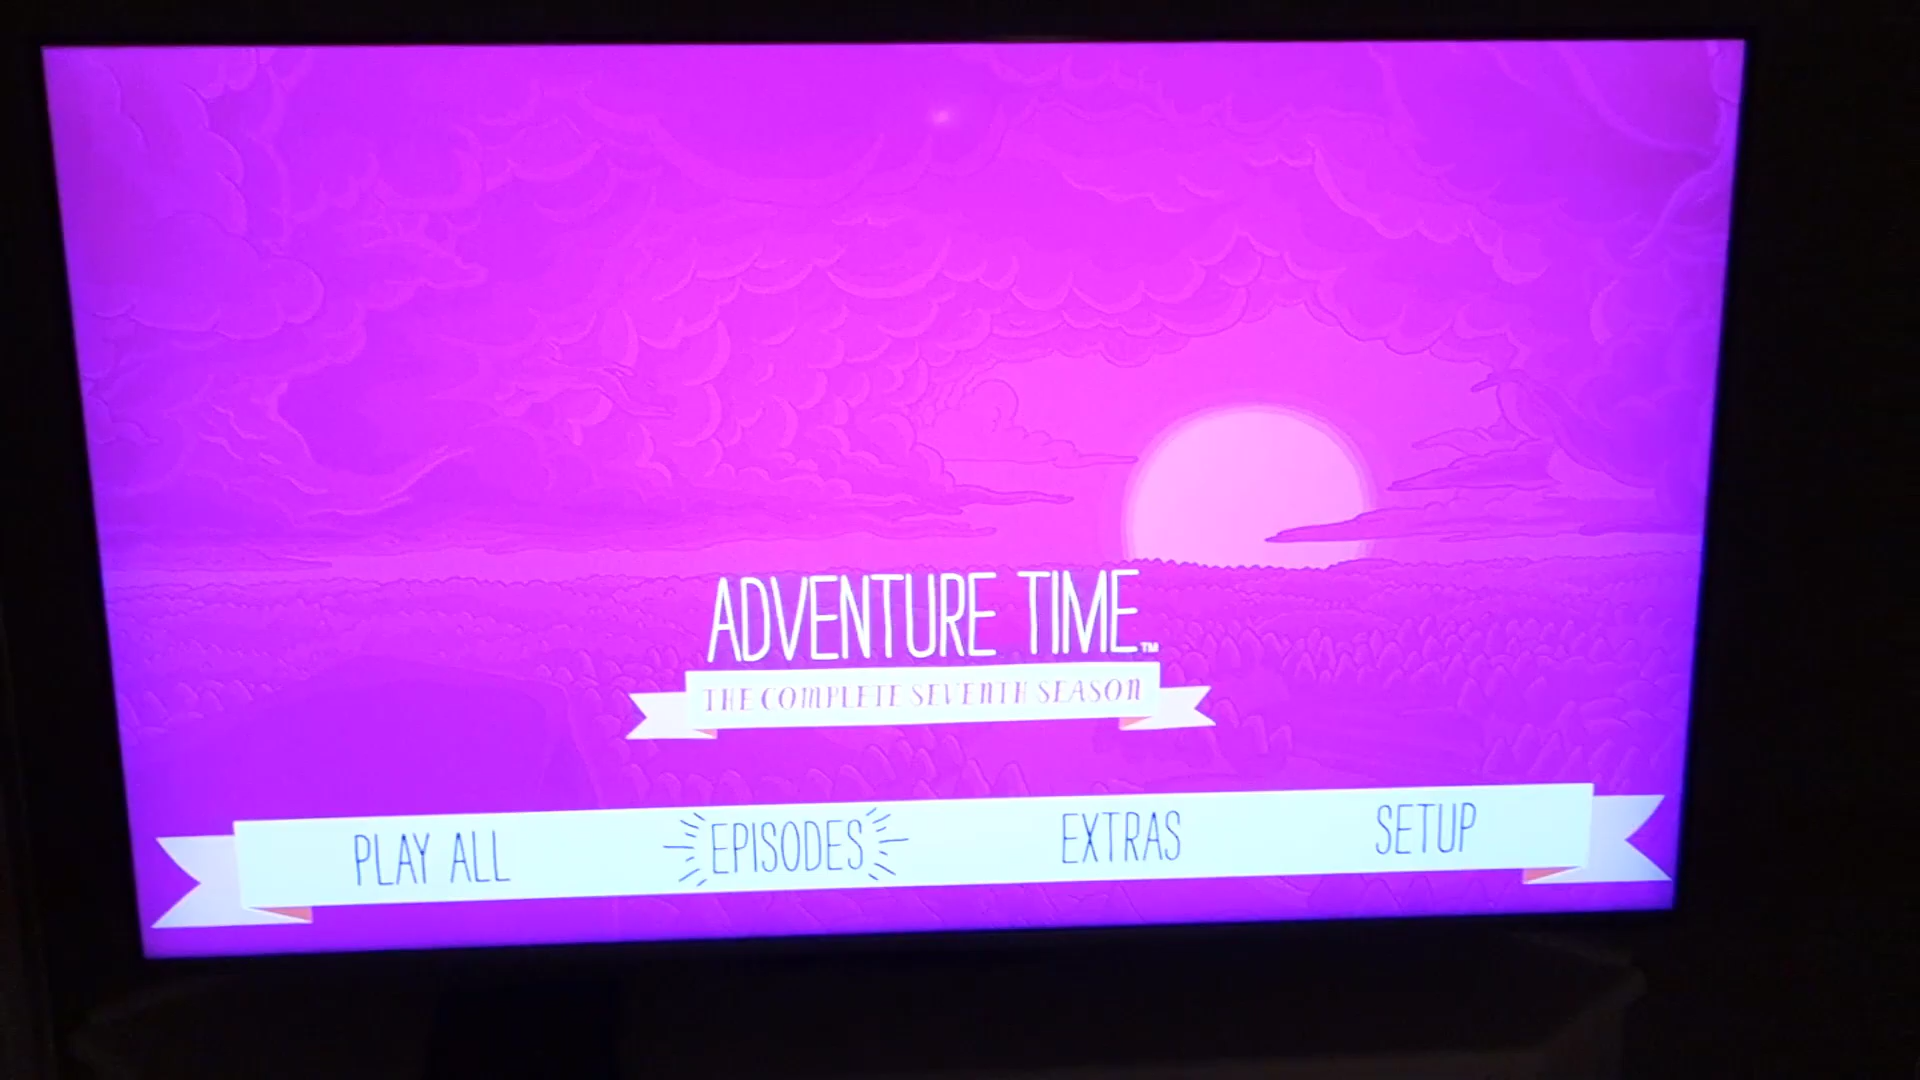 ADVENTURE TIME™
THE COMPLETE SEVENTH SEASON
PLAY ALL EPISODES EXTRAS SETUP